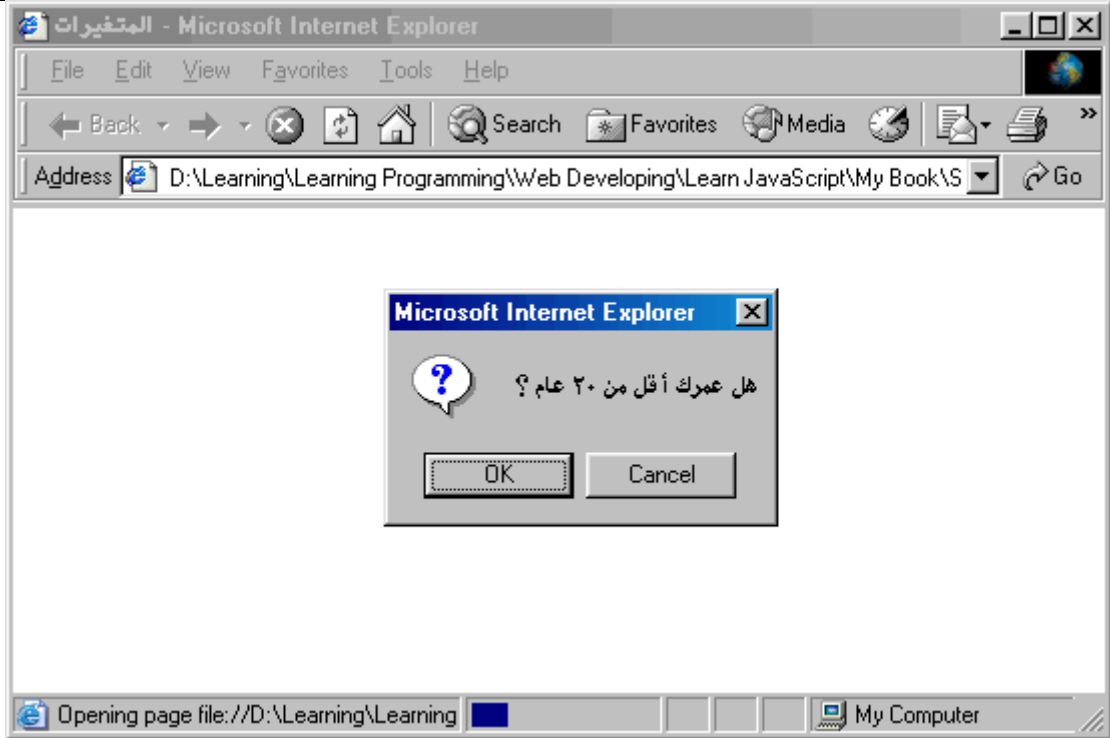 المتغيرات - Microsoft Internet Explorer
File Edit View Favorites Tools Help
Back Search Favorites Media »
Address D:\Learning\Learning Programming\Web Developing\Learn JavaScript\My Book\S Go
Microsoft Internet Explorer
هل عمرك أقل من ٢٠ عام ؟
OK Cancel
Opening page file://D:\Learning\Learning My Computer